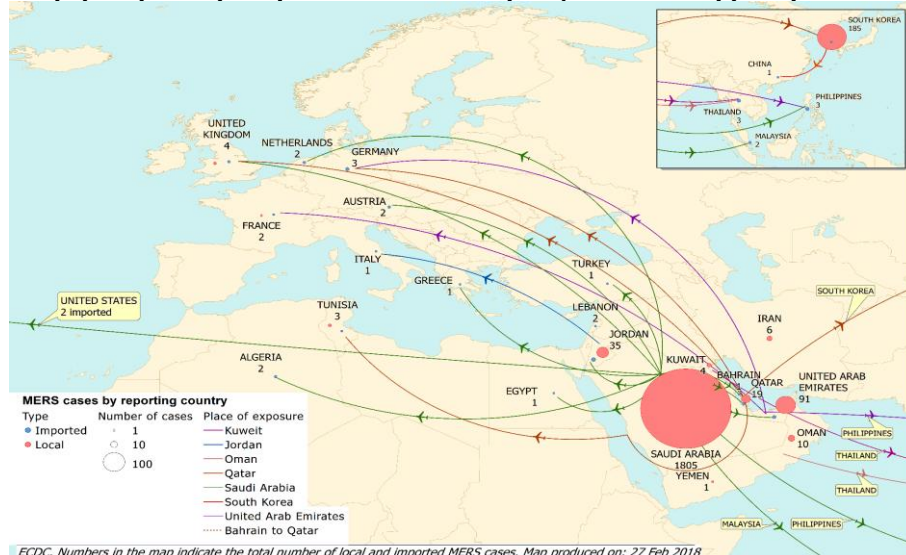 SOUTH KOREA
185
CHINA
1
PHILIPPINES
3
THAILAND
3
MALAYSIA
2
UNITED
KINGDOM
4
NETHERLANDS
2
GERMANY
3
AUSTRIA
2
FRANCE
2
ITALY
1
TURKEY
1
GREECE
1
UNITED STATES
2 imported
TUNISIA
3
LEBANON
2
SOUTH KOREA
IRAN
6
JORDAN
35
ALGERIA
2
KUWAIT
4
BAHRAIN
QATAR
19
UNITED ARAB
EMIRATES
91
EGYPT
1
OMAN
10
SAUDI ARABIA
1805
YEMEN
1
PHILIPPINES
THAILAND
THAILAND
MALAYSIA
PHILIPPINES
MERS cases by reporting country
Type
Imported
Local
Number of cases
1
10
100
Place of exposure
Kuweit
Jordan
Oman
Qatar
Saudi Arabia
South Korea
United Arab Emirates
Bahrain to Qatar
ECDC. Numbers in the map indicate the total number of local and imported MERS cases. Map produced on: 27 Feb 2018